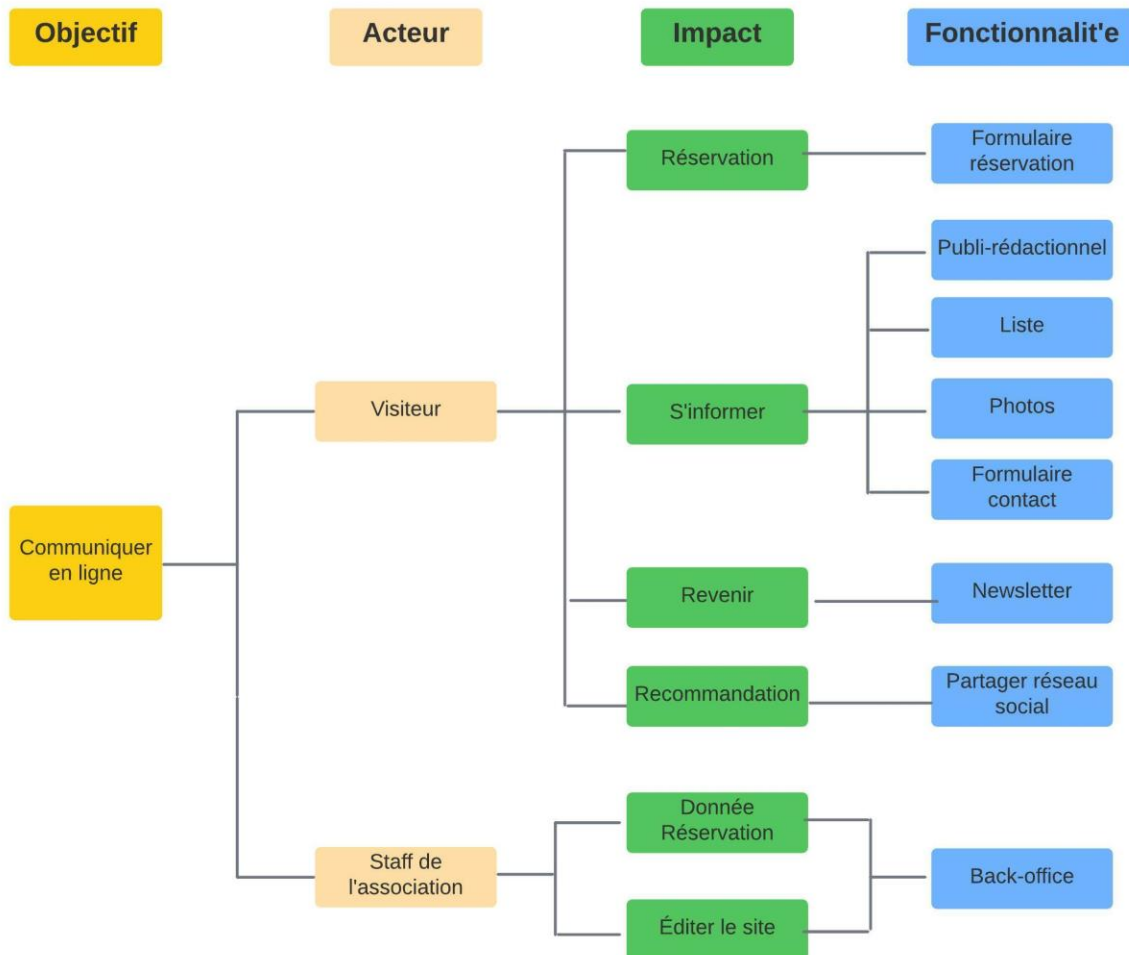 Objectif
Acteur
Impact
Fonctionnalit'e
Réservation
Formulaire
réservation
Publi-rédactionnel
Liste
Visiteur
S'informer
Photos
Formulaire
contact
Communiquer
en ligne
Revenir
Newsletter
Recommandation
Partager réseau
social
Donnée
Réservation
Staff de
l'association
Back-office
Éditer le site